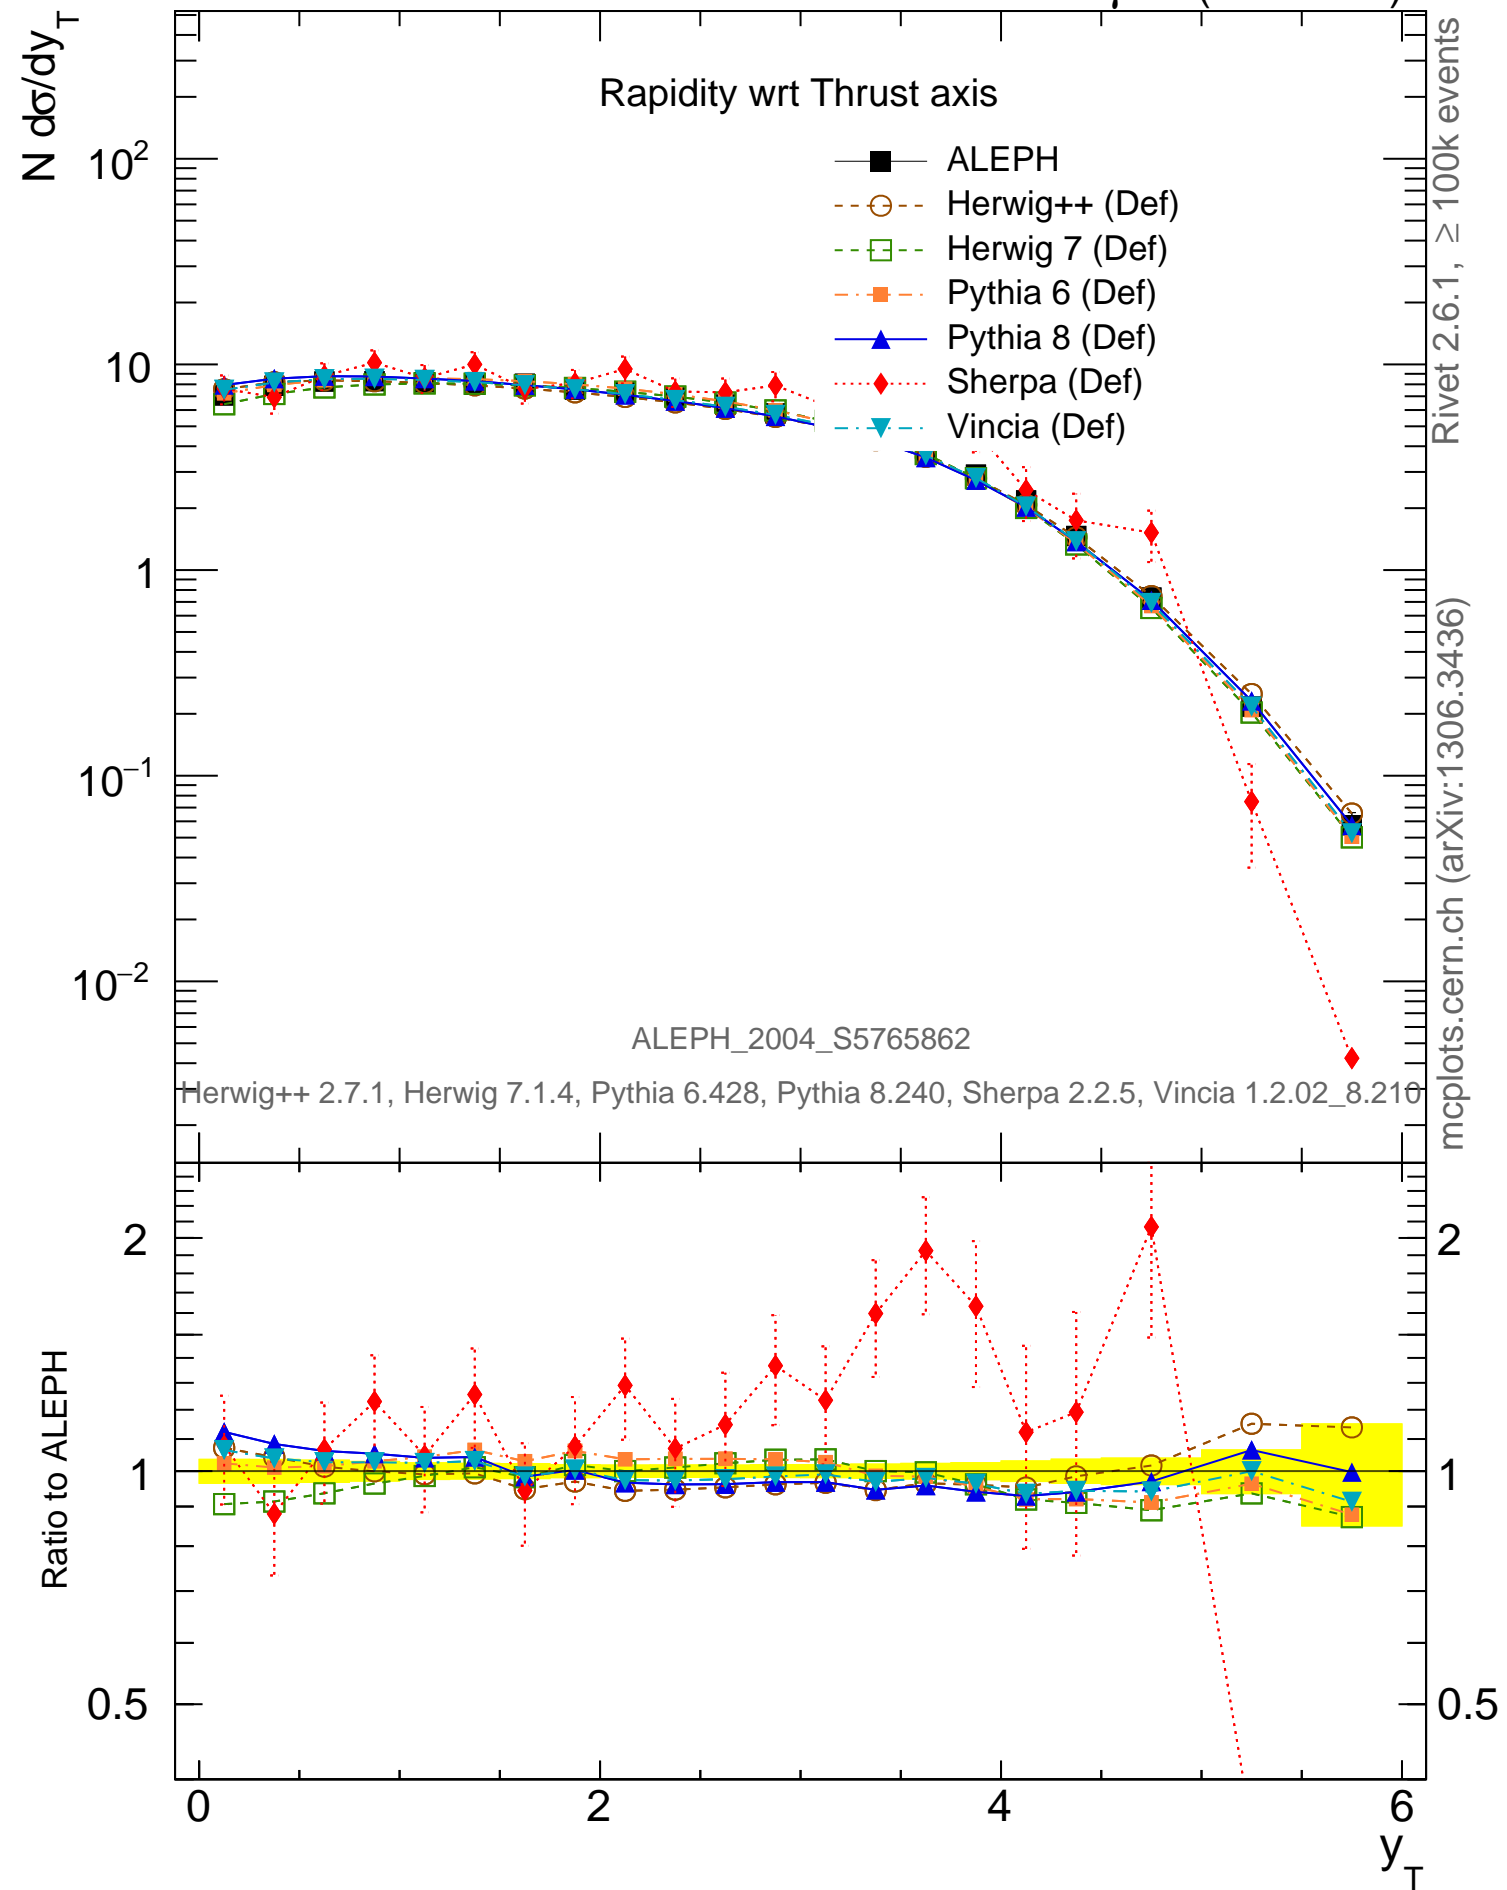 N dσ/dy_T
Rapidity wrt Thrust axis
ALEPH
Herwig++ (Def)
Herwig 7 (Def)
Pythia 6 (Def)
Pythia 8 (Def)
Sherpa (Def)
Vincia (Def)
10²
10
1
10⁻¹
10⁻²
ALEPH_2004_S5765862
Herwig++ 2.7.1, Herwig 7.1.4, Pythia 6.428, Pythia 8.240, Sherpa 2.2.5, Vincia 1.2.02_8.210
Rivet 2.6.1, ≥ 100k events
mcplots.cern.ch (arXiv:1306.3436)
Ratio to ALEPH
2
1
0.5
2
1
0.5
0
2
4
6
y_T